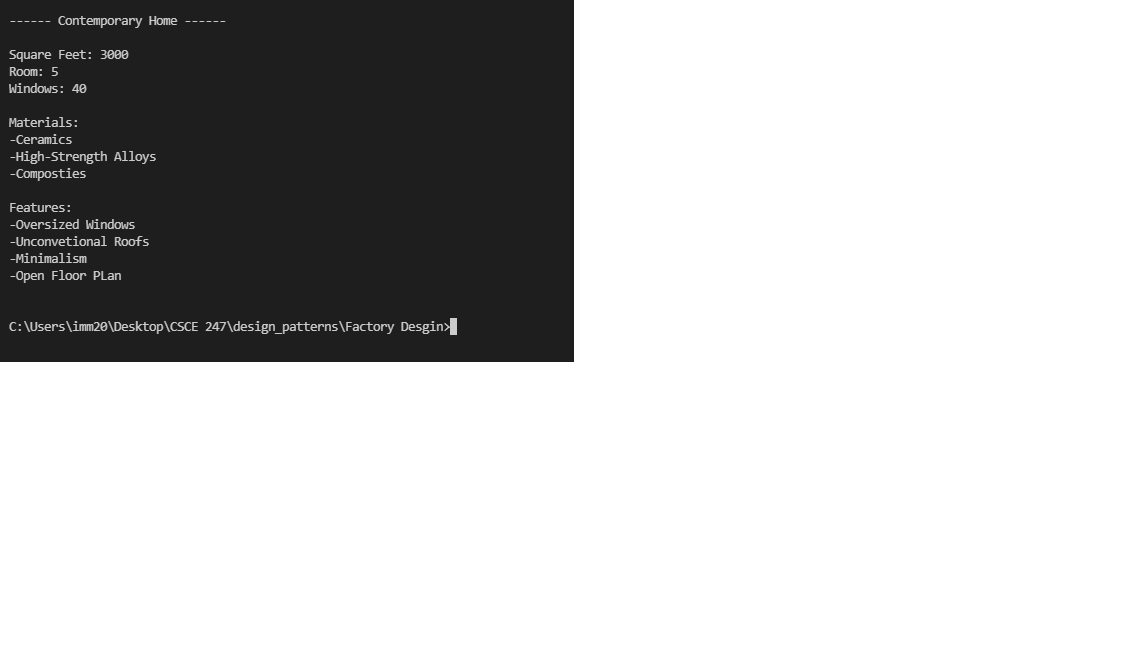 ------ Contemporary Home ------
Square Feet: 3000
Room: 5
Windows: 40
Materials:
-Ceramics
-High-Strength Alloys
-Composties
Features:
-Oversized Windows
-Unconvetional Roofs
-Minimalism
-Open Floor PLan
C:\Users\imm20\Desktop\CSCE 247\design_patterns\Factory Desgin>